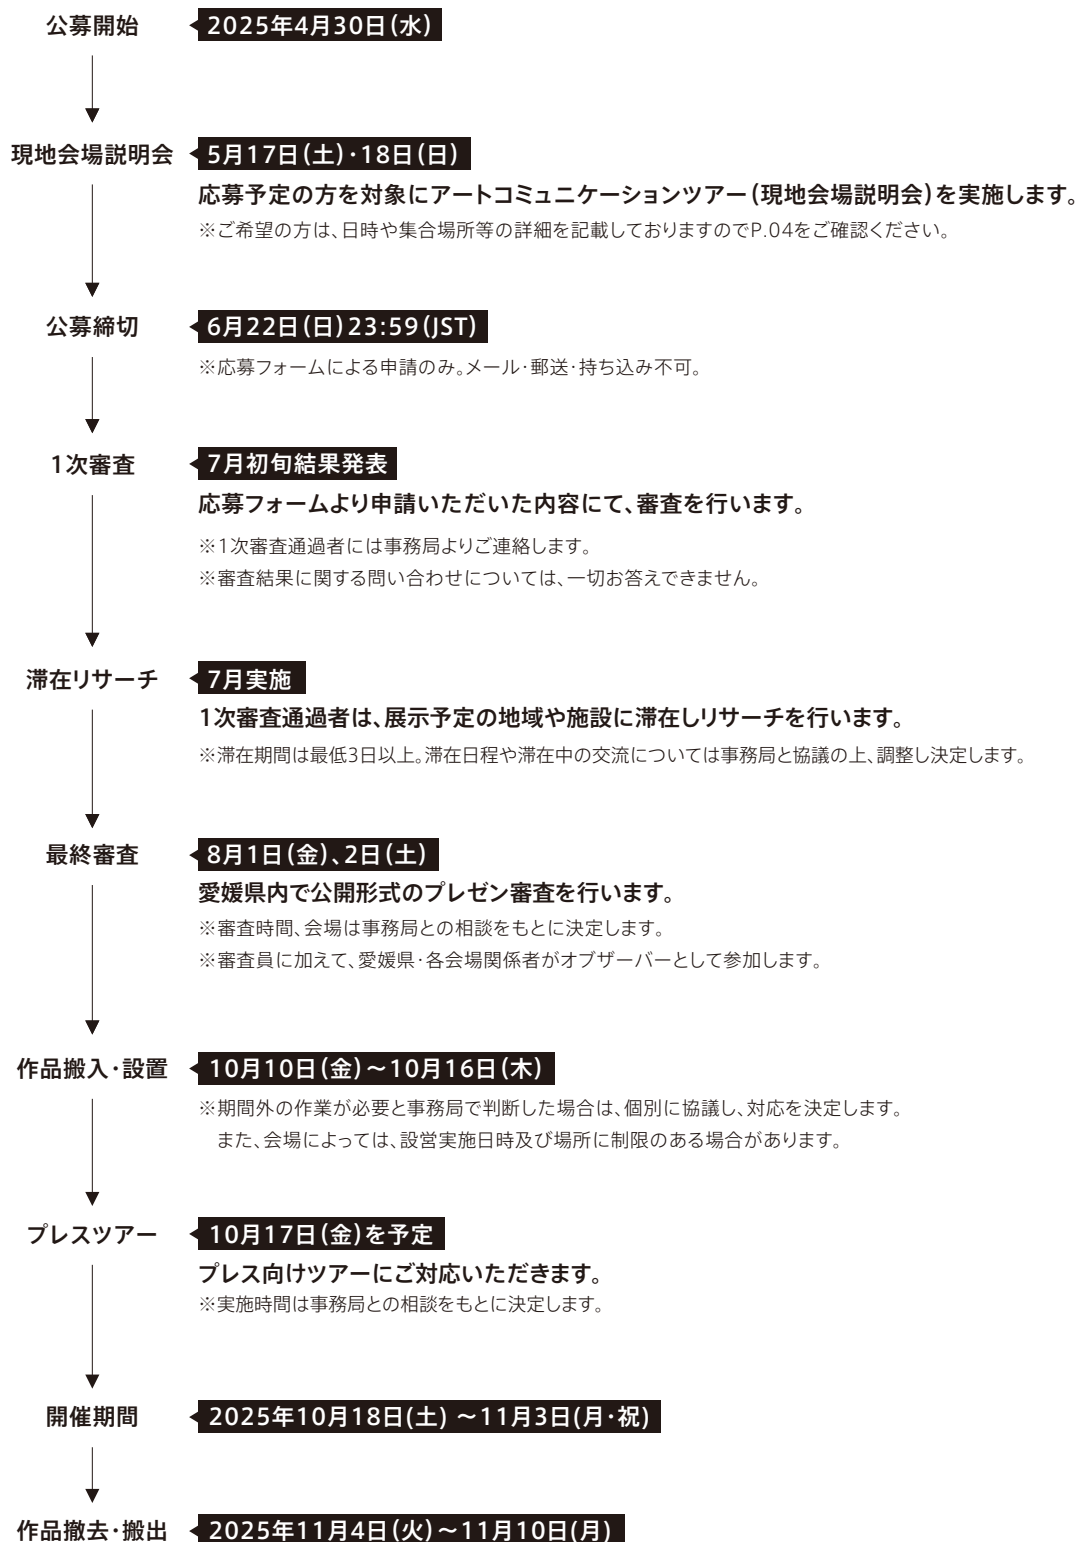 公募開始 2025年4月30日(水)
現地会場説明会 5月17日(土)・18日(日)
応募予定の方を対象にアートコミュニケーションツアー(現地会場説明会)を実施します。
※ご希望の方は、日時や集合場所等の詳細を記載しておりますのでP.04をご確認ください。
公募締切 6月22日(日)23:59(JST)
※応募フォームによる申請のみ。メール・郵送・持ち込み不可。
1次審査 7月初旬結果発表
応募フォームより申請いただいた内容にて、審査を行います。
※1次審査通過者には事務局よりご連絡します。
※審査結果に関する問い合わせについては、一切お答えできません。
滞在リサーチ 7月実施
1次審査通過者は、展示予定の地域や施設に滞在しリサーチを行います。
※滞在期間は最低3日以上。滞在日程や滞在中の交流については事務局と協議の上、調整し決定します。
最終審査 8月1日(金)、2日(土)
愛媛県内で公開形式のプレゼン審査を行います。
※審査時間、会場は事務局との相談をもとに決定します。
※審査員に加えて、愛媛県・各会場関係者がオブザーバーとして参加します。
作品搬入・設置 10月10日(金)〜10月16日(木)
※期間外の作業が必要と事務局で判断した場合は、個別に協議し、対応を決定します。
また、会場によっては、設営実施日時及び場所に制限のある場合があります。
プレスツアー 10月17日(金)を予定
プレス向けツアーにご対応いただきます。
※実施時間は事務局との相談をもとに決定します。
開催期間 2025年10月18日(土) 〜11月3日(月・祝)
作品撤去・搬出 2025年11月4日(火)〜11月10日(月)